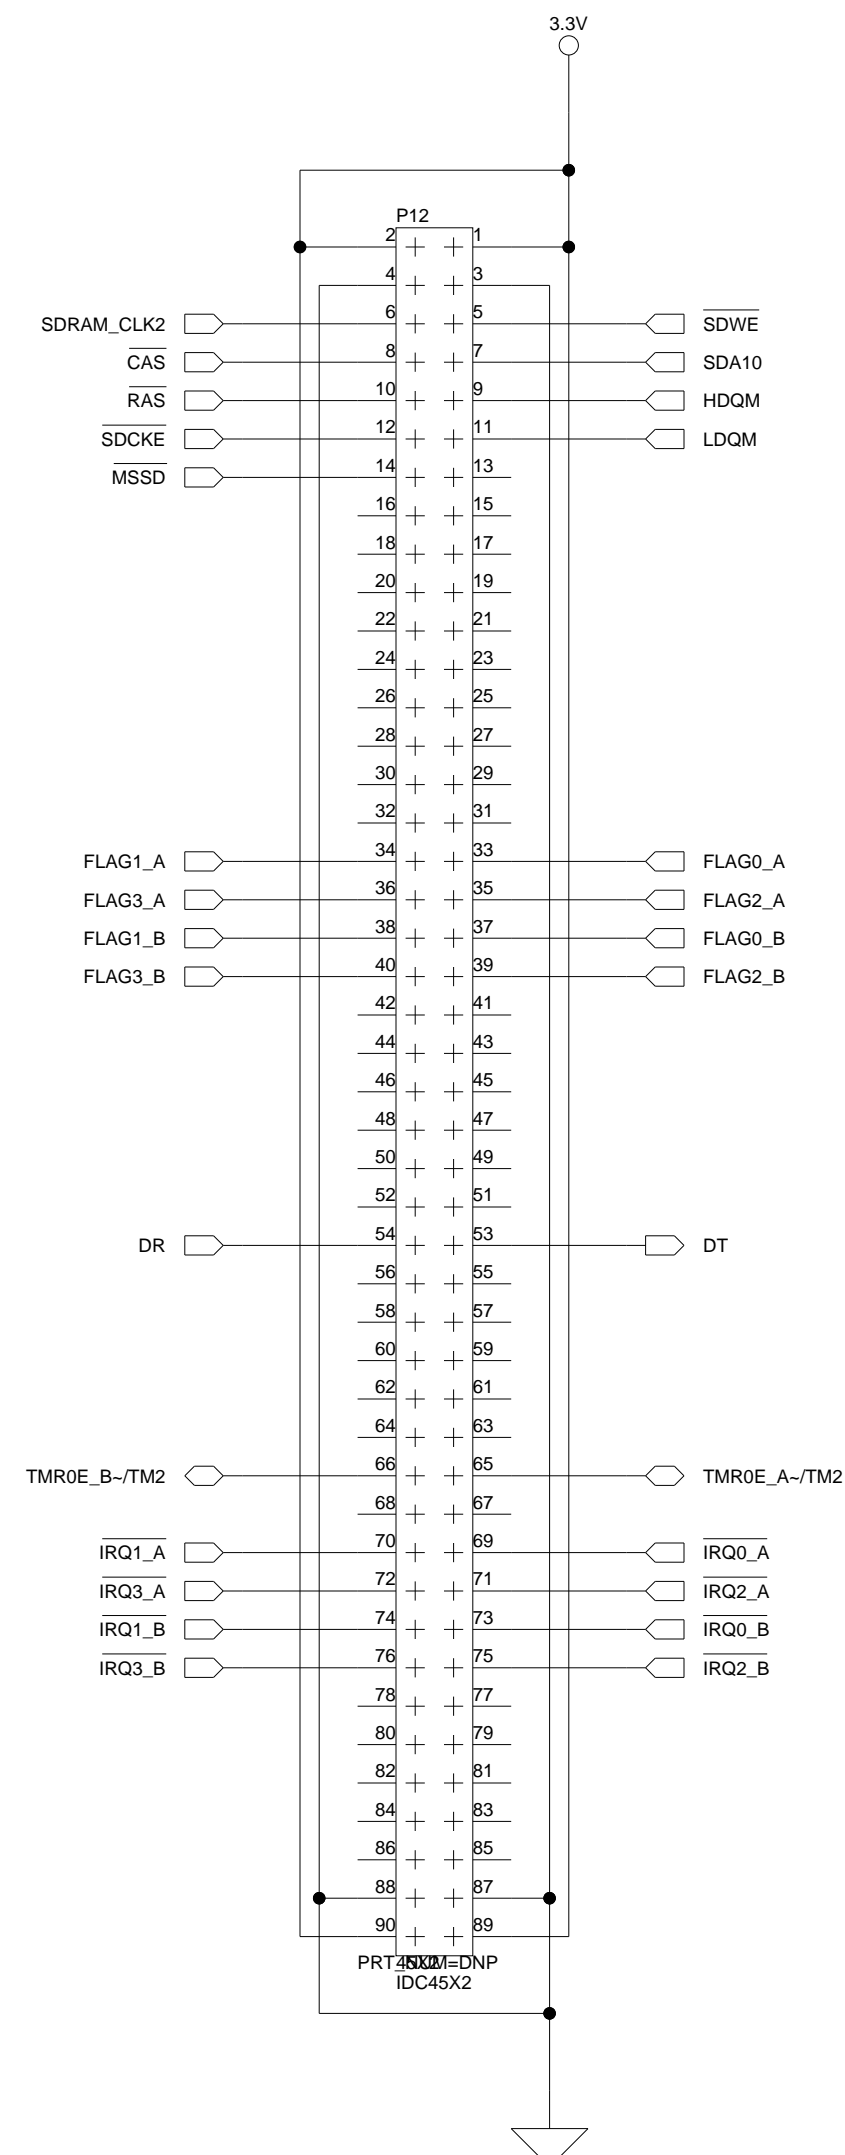 3.3V
P12
2 1
4 3
SDRAM_CLK2 6 5 SDWE
CAS 8 7 SDA10
RAS 10 9 HDQM
SDCKE 12 11 LDQM
MSSD 14 13
16 15
18 17
20 19
22 21
24 23
26 25
28 27
30 29
32 31
FLAG1_A 34 33 FLAG0_A
FLAG3_A 36 35 FLAG2_A
FLAG1_B 38 37 FLAG0_B
FLAG3_B 40 39 FLAG2_B
42 41
44 43
46 45
48 47
50 49
52 51
DR 54 53 DT
56 55
58 57
60 59
62 61
64 63
TMR0E_B~/TM2 66 65 TMR0E_A~/TM2
68 67
IRQ1_A 70 69 IRQ0_A
IRQ3_A 72 71 IRQ2_A
IRQ1_B 74 73 IRQ0_B
IRQ3_B 76 75 IRQ2_B
78 77
80 79
82 81
84 83
86 85
88 87
90 89
PRT_NUM=DNP
IDC45X2